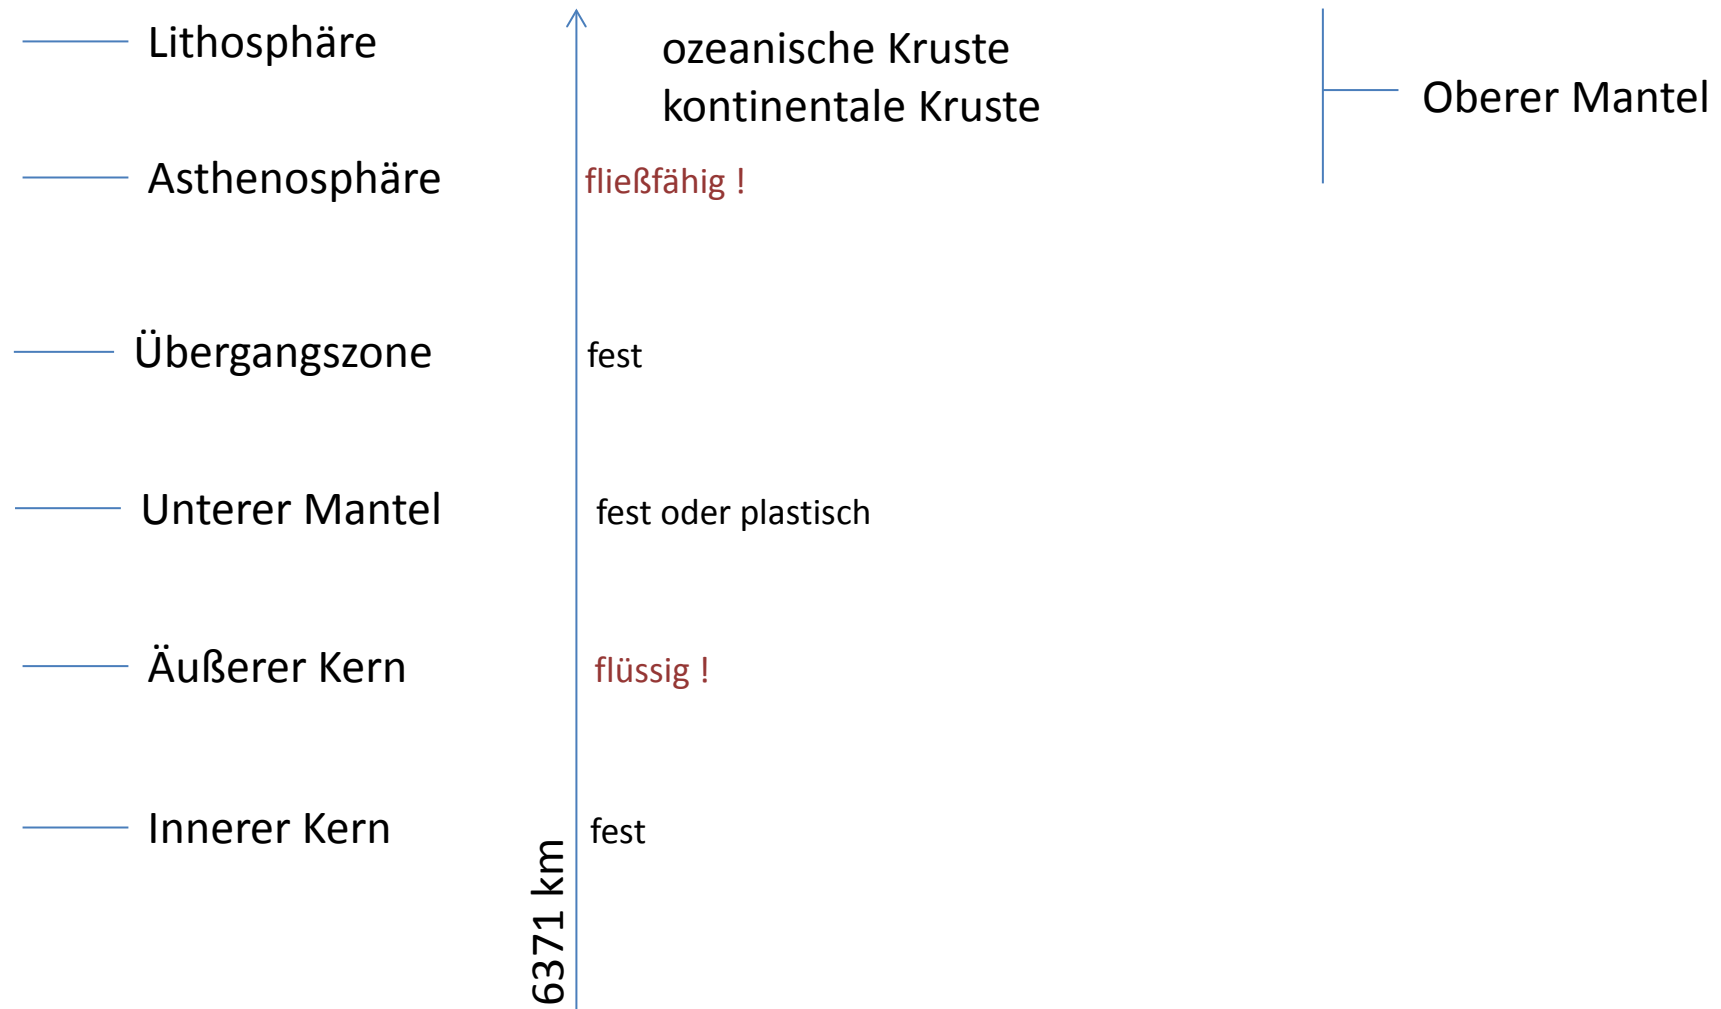 Lithosphäre
ozeanische Kruste
kontinentale Kruste
Oberer Mantel
Asthenosphäre
fließfähig !
Übergangszone
fest
Unterer Mantel
fest oder plastisch
Äußerer Kern
flüssig !
Innerer Kern
fest
6371 km